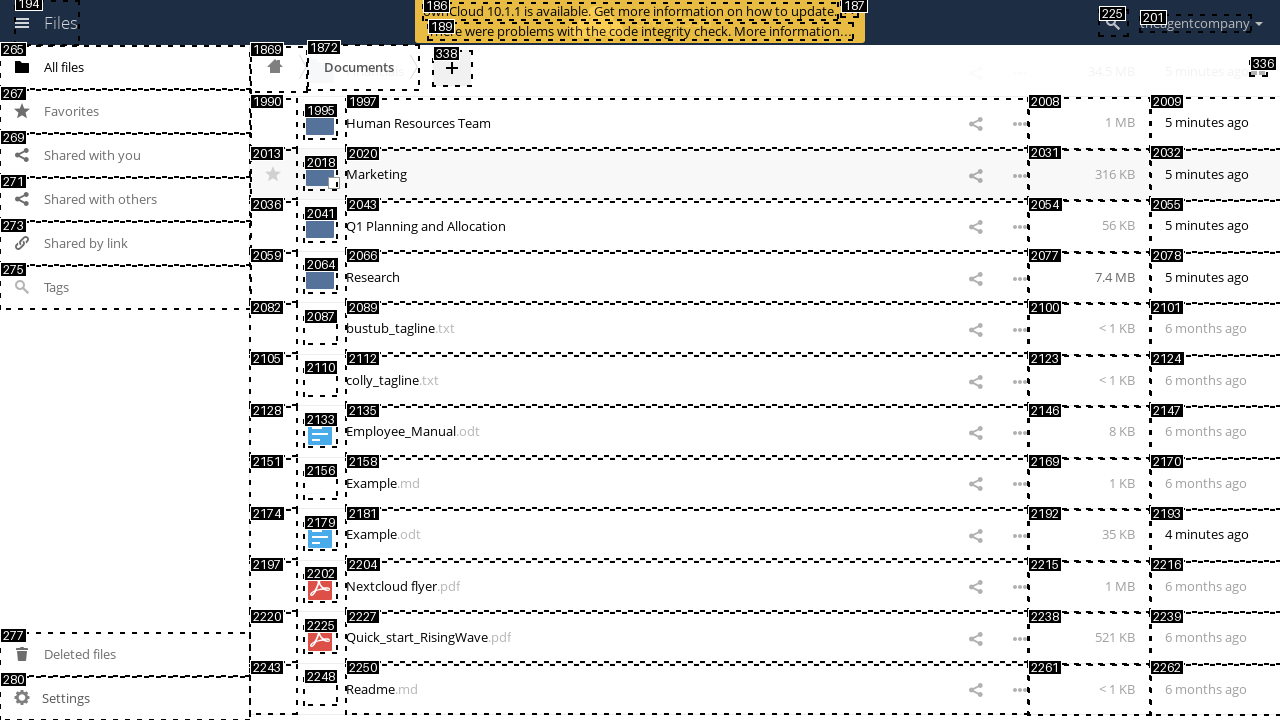 194
Files
186
ownCloud 10.1.1 is available. Get more information on how to update.
187
189
There were problems with the code integrity check. More information…
225
201
theagentcompany
265
All files
267
Favorites
269
Shared with you
271
Shared with others
273
Shared by link
275
Tags
277
Deleted files
280
Settings
1869
1872
Documents
338
+
34.5 MB
5 minutes ago
336
1990
1995
1997
Human Resources Team
2008
1 MB
2009
5 minutes ago
2013
2018
2020
Marketing
2031
316 KB
2032
5 minutes ago
2036
2041
2043
Q1 Planning and Allocation
2054
56 KB
2055
5 minutes ago
2059
2064
2066
Research
2077
7.4 MB
2078
5 minutes ago
2082
2087
2089
bustub_tagline.txt
2100
< 1 KB
2101
6 months ago
2105
2110
2112
colly_tagline.txt
2123
< 1 KB
2124
6 months ago
2128
2133
2135
Employee_Manual.odt
2146
8 KB
2147
6 months ago
2151
2156
2158
Example.md
2169
1 KB
2170
6 months ago
2174
2179
2181
Example.odt
2192
35 KB
2193
4 minutes ago
2197
2202
2204
Nextcloud flyer.pdf
2215
1 MB
2216
6 months ago
2220
2225
2227
Quick_start_RisingWave.pdf
2238
521 KB
2239
6 months ago
2243
2248
2250
Readme.md
2261
< 1 KB
2262
6 months ago